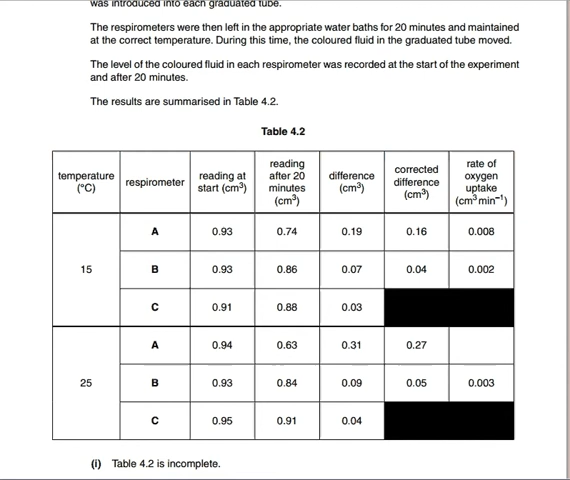 was introduced into each graduated tube.
The respirometers were then left in the appropriate water baths for 20 minutes and maintained
at the correct temperature. During this time, the coloured fluid in the graduated tube moved.
The level of the coloured fluid in each respirometer was recorded at the start of the experiment
and after 20 minutes.
The results are summarised in Table 4.2.
Table 4.2
temperature (°C) respirometer reading at start (cm³) reading after 20 minutes (cm³) difference (cm³) corrected difference (cm³) rate of oxygen uptake (cm³ min⁻¹)
15 A 0.93 0.74 0.19 0.16 0.008
B 0.93 0.86 0.07 0.04 0.002
C 0.91 0.88 0.03
25 A 0.94 0.63 0.31 0.27
B 0.93 0.84 0.09 0.05 0.003
C 0.95 0.91 0.04
(i) Table 4.2 is incomplete.